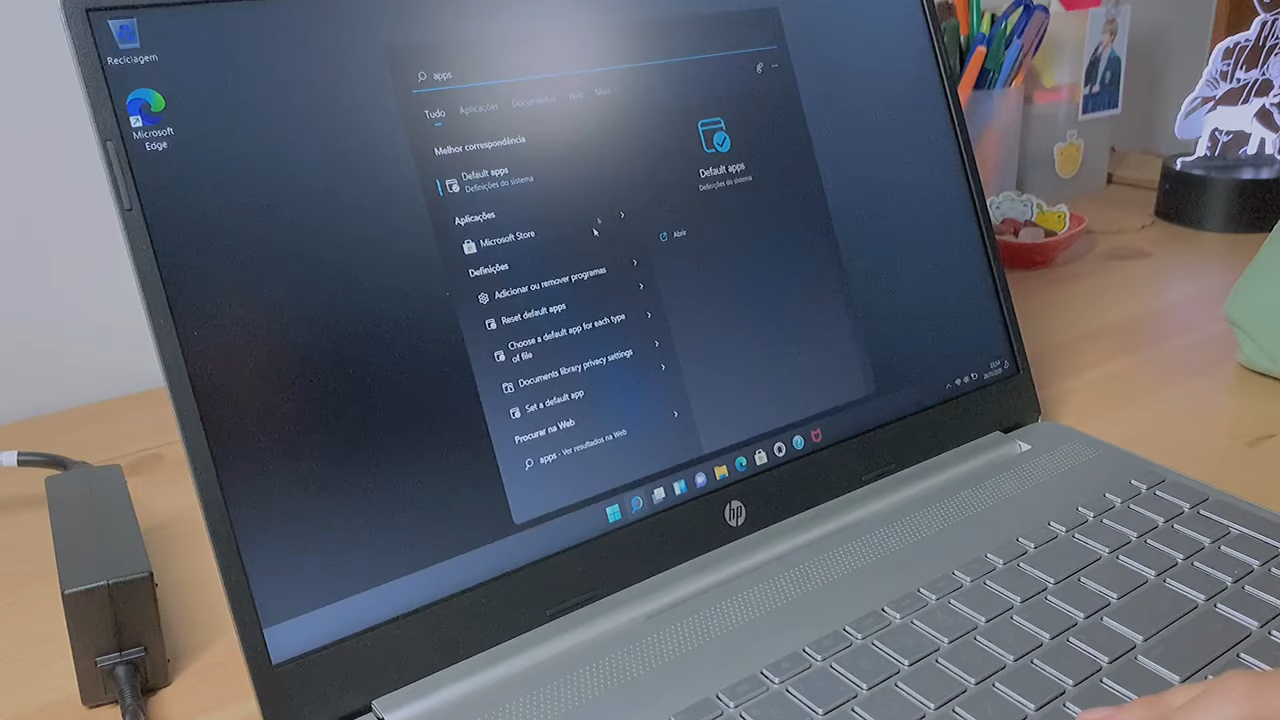 Reciclagem
Microsoft
Edge
apps
Tudo Aplicações Documentos Web Mais
Melhor correspondência
Default apps
Definições do sistema
Aplicações
Microsoft Store
Definições
Adicionar ou remover programas
Reset default apps
Choose a default app for each type
of file
Documents library privacy settings
Set a default app
Procurar na Web
apps - Ver resultados na Web
Default apps
Definições do sistema
Abrir
hp